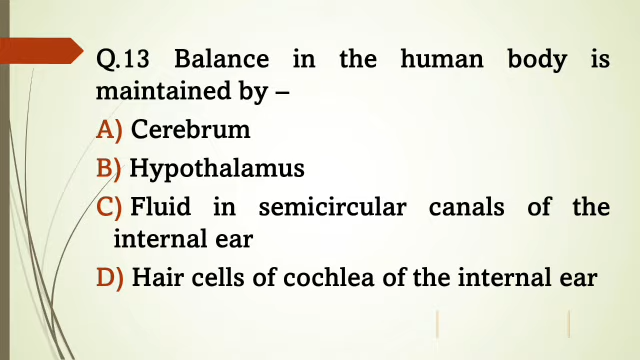 Q.13 Balance in the human body is
maintained by –
A) Cerebrum
B) Hypothalamus
C) Fluid in semicircular canals of the
internal ear
D) Hair cells of cochlea of the internal ear